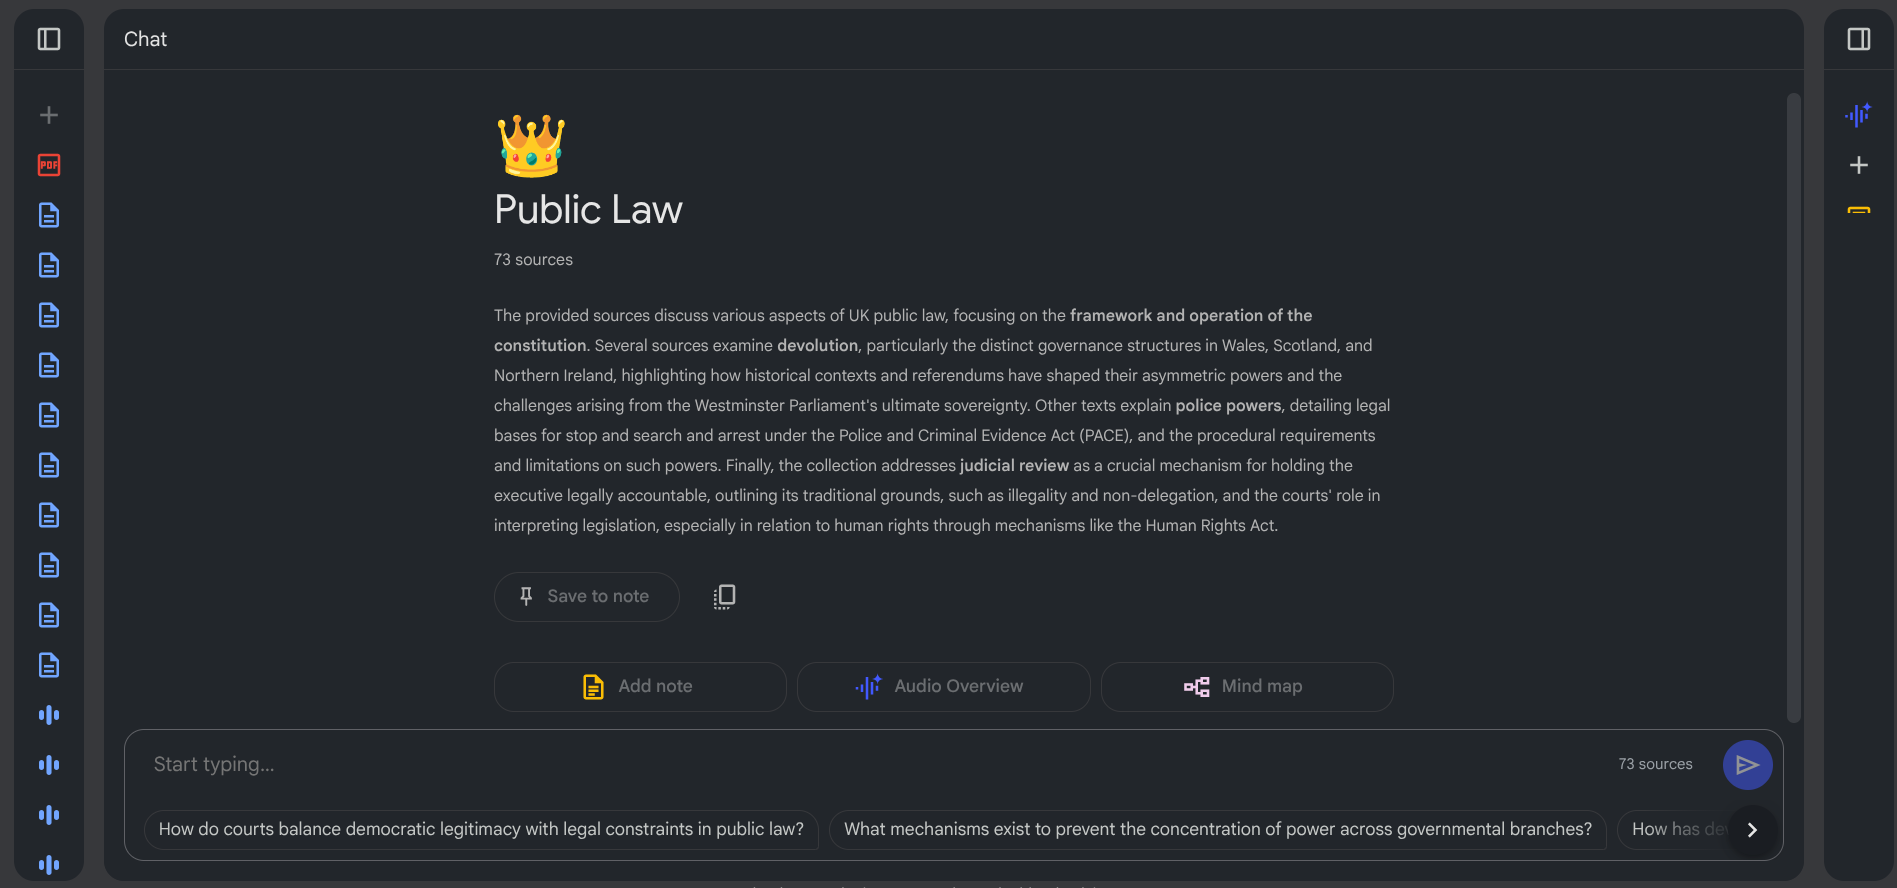 Chat
PDF
Public Law
73 sources
The provided sources discuss various aspects of UK public law, focusing on the framework and operation of the
constitution. Several sources examine devolution, particularly the distinct governance structures in Wales, Scotland, and
Northern Ireland, highlighting how historical contexts and referendums have shaped their asymmetric powers and the
challenges arising from the Westminster Parliament's ultimate sovereignty. Other texts explain police powers, detailing legal
bases for stop and search and arrest under the Police and Criminal Evidence Act (PACE), and the procedural requirements
and limitations on such powers. Finally, the collection addresses judicial review as a crucial mechanism for holding the
executive legally accountable, outlining its traditional grounds, such as illegality and non-delegation, and the courts' role in
interpreting legislation, especially in relation to human rights through mechanisms like the Human Rights Act.
Save to note
Add note
Audio Overview
Mind map
Start typing...
73 sources
How do courts balance democratic legitimacy with legal constraints in public law?
What mechanisms exist to prevent the concentration of power across governmental branches?
How has